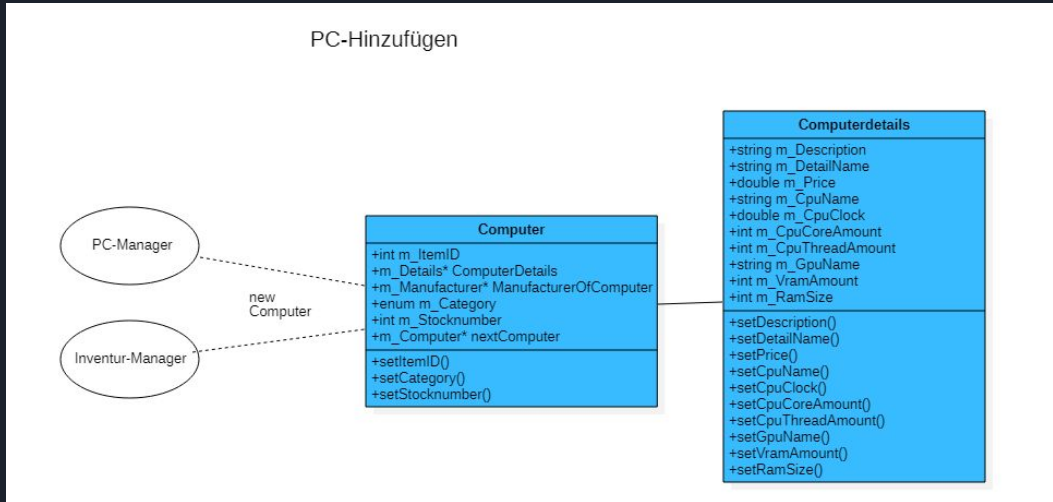 PC-Hinzufügen
PC-Manager
Inventur-Manager
new
Computer
Computer
+int m_ItemID
+m_Details* ComputerDetails
+m_Manufacturer* ManufacturerOfComputer
+enum m_Category
+int m_Stocknumber
+m_Computer* nextComputer
+setItemID()
+setCategory()
+setStocknumber()
Computerdetails
+string m_Description
+string m_DetailName
+double m_Price
+string m_CpuName
+double m_CpuClock
+int m_CpuCoreAmount
+int m_CpuThreadAmount
+string m_GpuName
+int m_VramAmount
+int m_RamSize
+setDescription()
+setDetailName()
+setPrice()
+setCpuName()
+setCpuClock()
+setCpuCoreAmount()
+setCpuThreadAmount()
+setGpuName()
+setVramAmount()
+setRamSize()